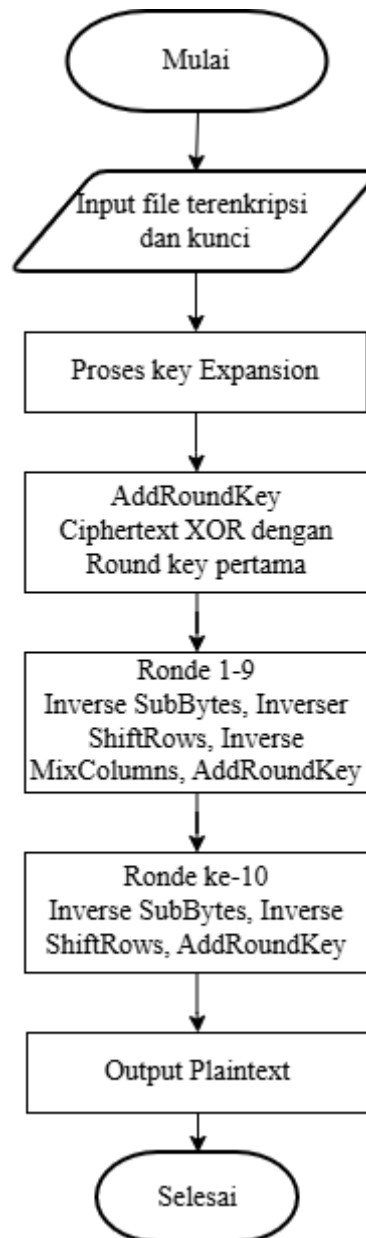 Mulai
Input file terenkripsi
dan kunci
Proses key Expansion
AddRoundKey
Ciphertext XOR dengan
Round key pertama
Ronde 1-9
Inverse SubBytes, Inverser
ShiftRows, Inverse
MixColumns, AddRoundKey
Ronde ke-10
Inverse SubBytes, Inverse
ShiftRows, AddRoundKey
Output Plaintext
Selesai